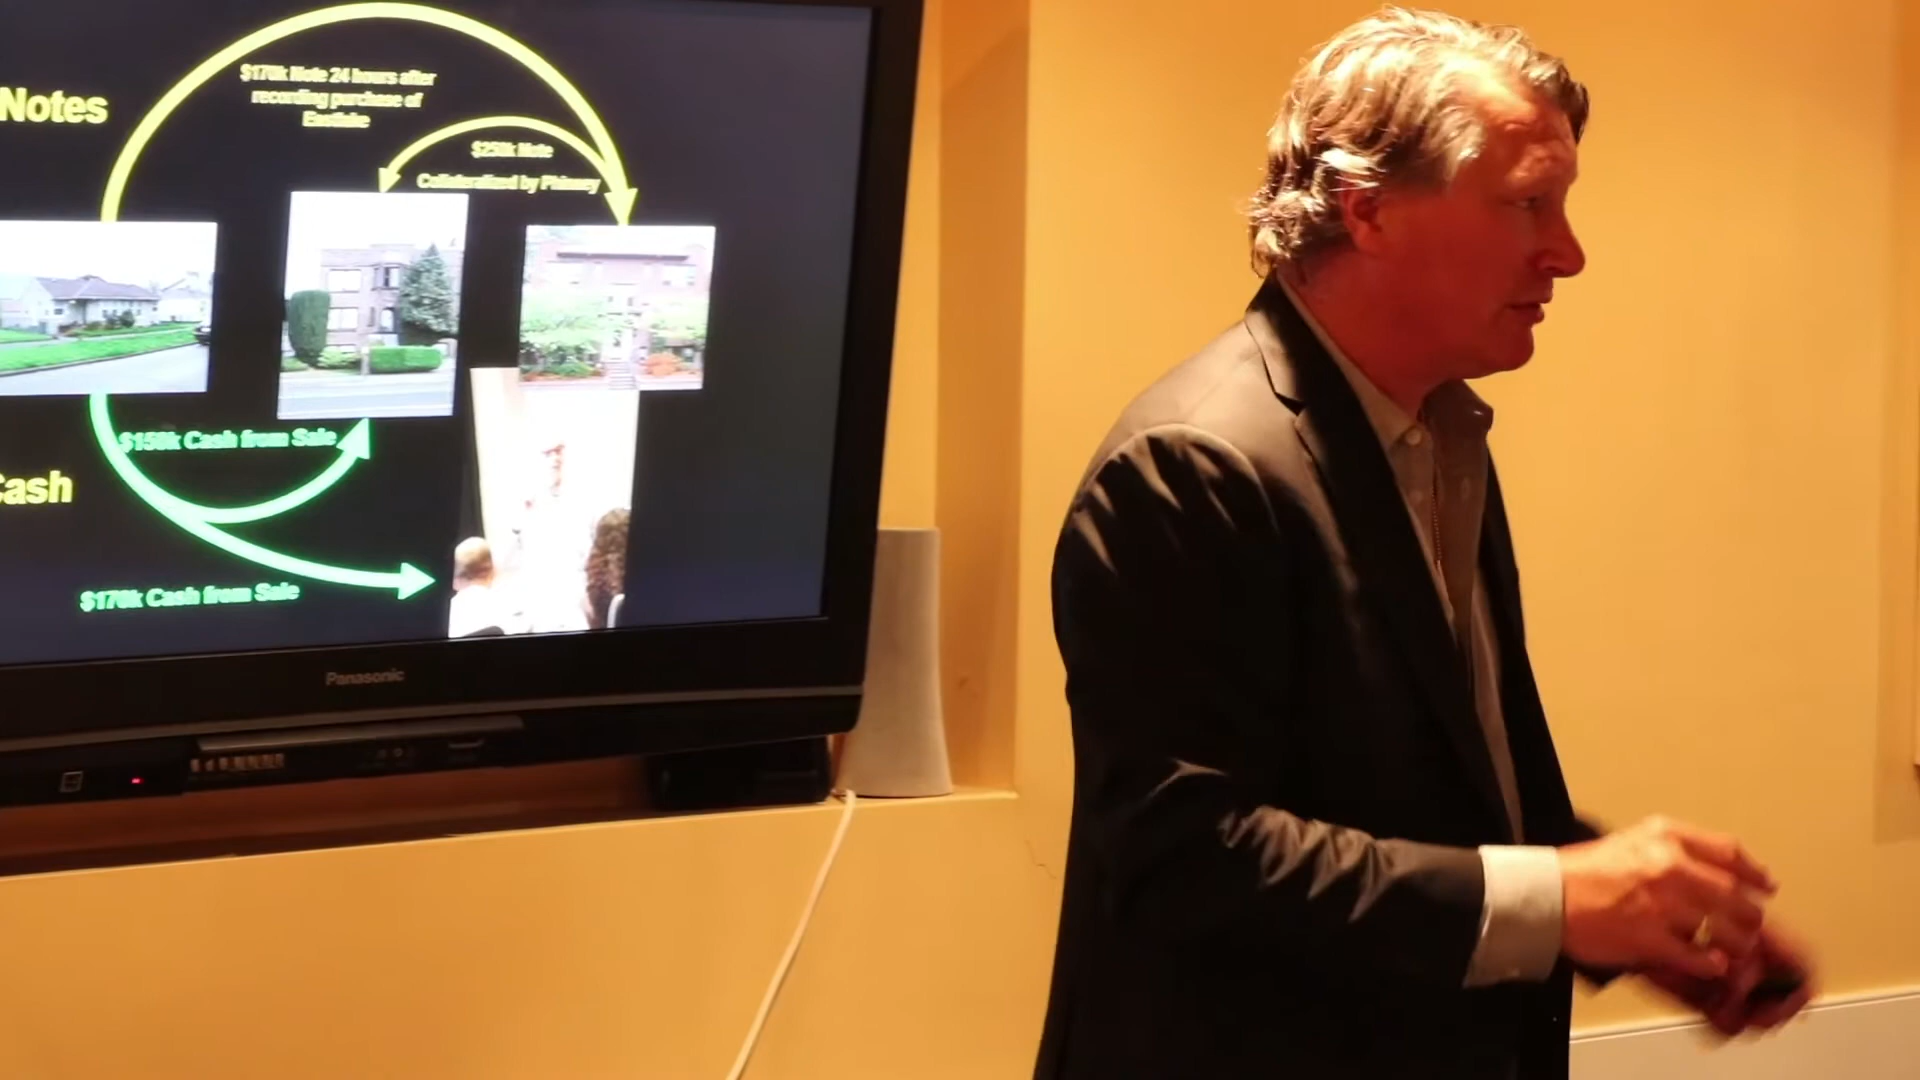 Notes
$170k Note 24 hours after
recording purchase of
Eastlake
$250k Note
Collateralized by Phinney
$150k Cash from Sale
Cash
$170k Cash from Sale
Panasonic